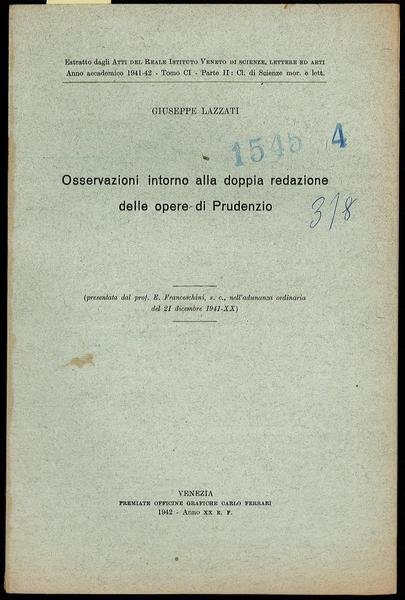 Estratto dagli ATTI DEL REALE ISTITUTO VENETO DI SCIENZE, LETTERE ED ARTI
Anno accademico 1941-42 - Tomo CI - Parte II: Cl. di Scienze mor. e lett.
GIUSEPPE LAZZATI
1545 4
Osservazioni intorno alla doppia redazione
delle opere di Prudenzio
3/8
(presentata dal prof. E. Franceschini, s. c., nell'adunanza ordinaria
del 21 dicembre 1941-XX)
VENEZIA
PREMIATE OFFICINE GRAFICHE CARLO FERRARI
1942 - Anno XX E. F.